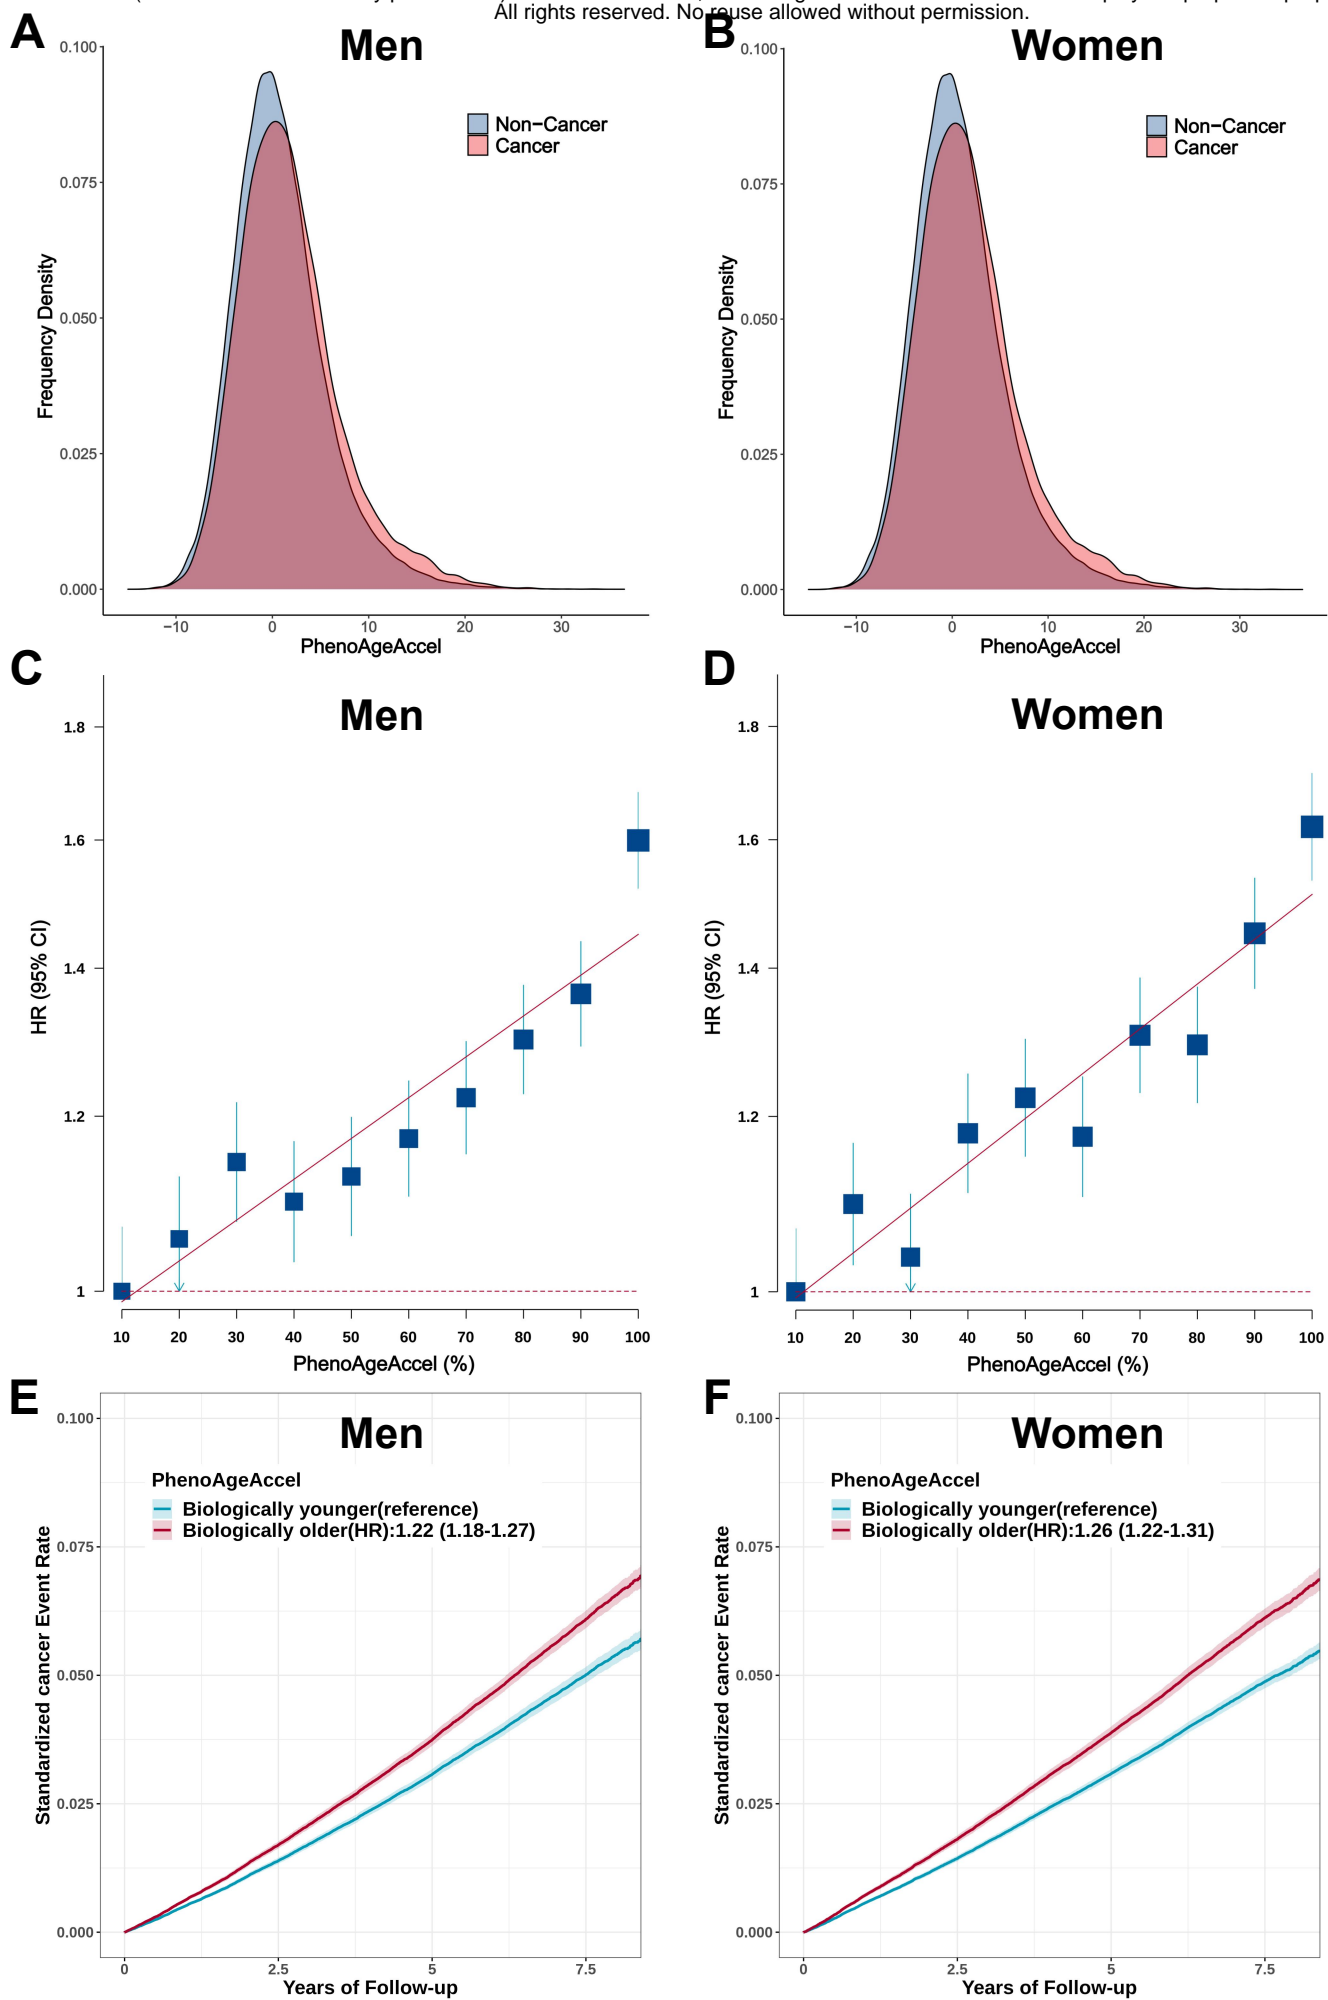 All rights reserved. No reuse allowed without permission.
A
Men
0.100
0.075
0.050
0.025
0.000
Frequency Density
Non−Cancer
Cancer
−10 0 10 20 30
PhenoAgeAccel
B
Women
0.100
0.075
0.050
0.025
0.000
Frequency Density
Non−Cancer
Cancer
−10 0 10 20 30
PhenoAgeAccel
C
Men
1.8
1.6
1.4
1.2
1
HR (95% CI)
10 20 30 40 50 60 70 80 90 100
PhenoAgeAccel (%)
D
Women
1.8
1.6
1.4
1.2
1
HR (95% CI)
10 20 30 40 50 60 70 80 90 100
PhenoAgeAccel (%)
E
Men
0.100
0.075
0.050
0.025
0.000
Standardized cancer Event Rate
PhenoAgeAccel
Biologically younger(reference)
Biologically older(HR):1.22 (1.18-1.27)
0 2.5 5 7.5
Years of Follow-up
F
Women
0.100
0.075
0.050
0.025
0.000
Standardized cancer Event Rate
PhenoAgeAccel
Biologically younger(reference)
Biologically older(HR):1.26 (1.22-1.31)
0 2.5 5 7.5
Years of Follow-up